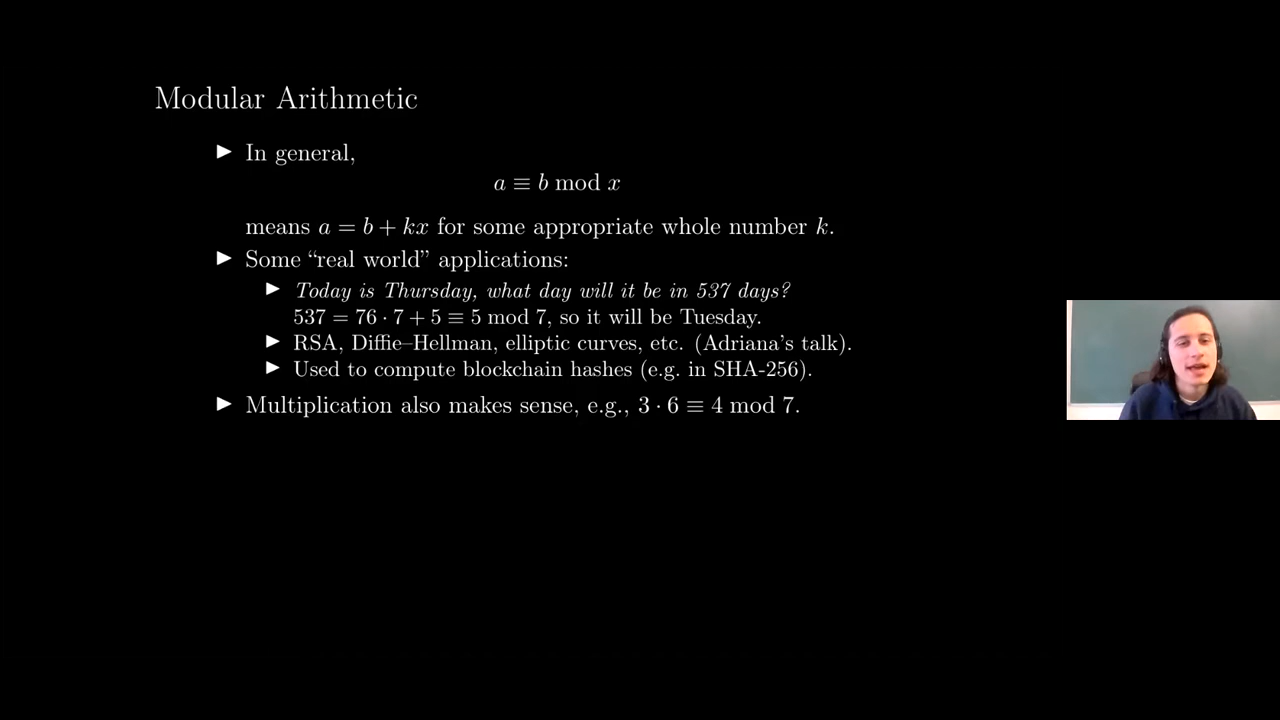 Modular Arithmetic
▶ In general,
a ≡ b mod x
means a = b + kx for some appropriate whole number k.
▶ Some “real world” applications:
▶ Today is Thursday, what day will it be in 537 days?
537 = 76 · 7 + 5 ≡ 5 mod 7, so it will be Tuesday.
▶ RSA, Diffie–Hellman, elliptic curves, etc. (Adriana’s talk).
▶ Used to compute blockchain hashes (e.g. in SHA-256).
▶ Multiplication also makes sense, e.g., 3 · 6 ≡ 4 mod 7.